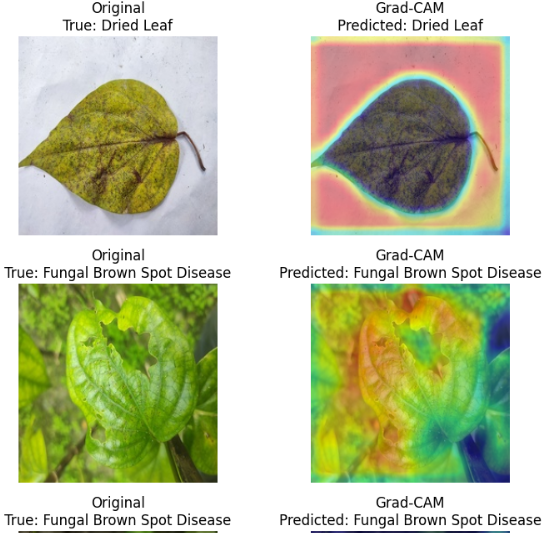 Original
True: Dried Leaf
Grad-CAM
Predicted: Dried Leaf
Original
True: Fungal Brown Spot Disease
Grad-CAM
Predicted: Fungal Brown Spot Disease
Original
True: Fungal Brown Spot Disease
Grad-CAM
Predicted: Fungal Brown Spot Disease